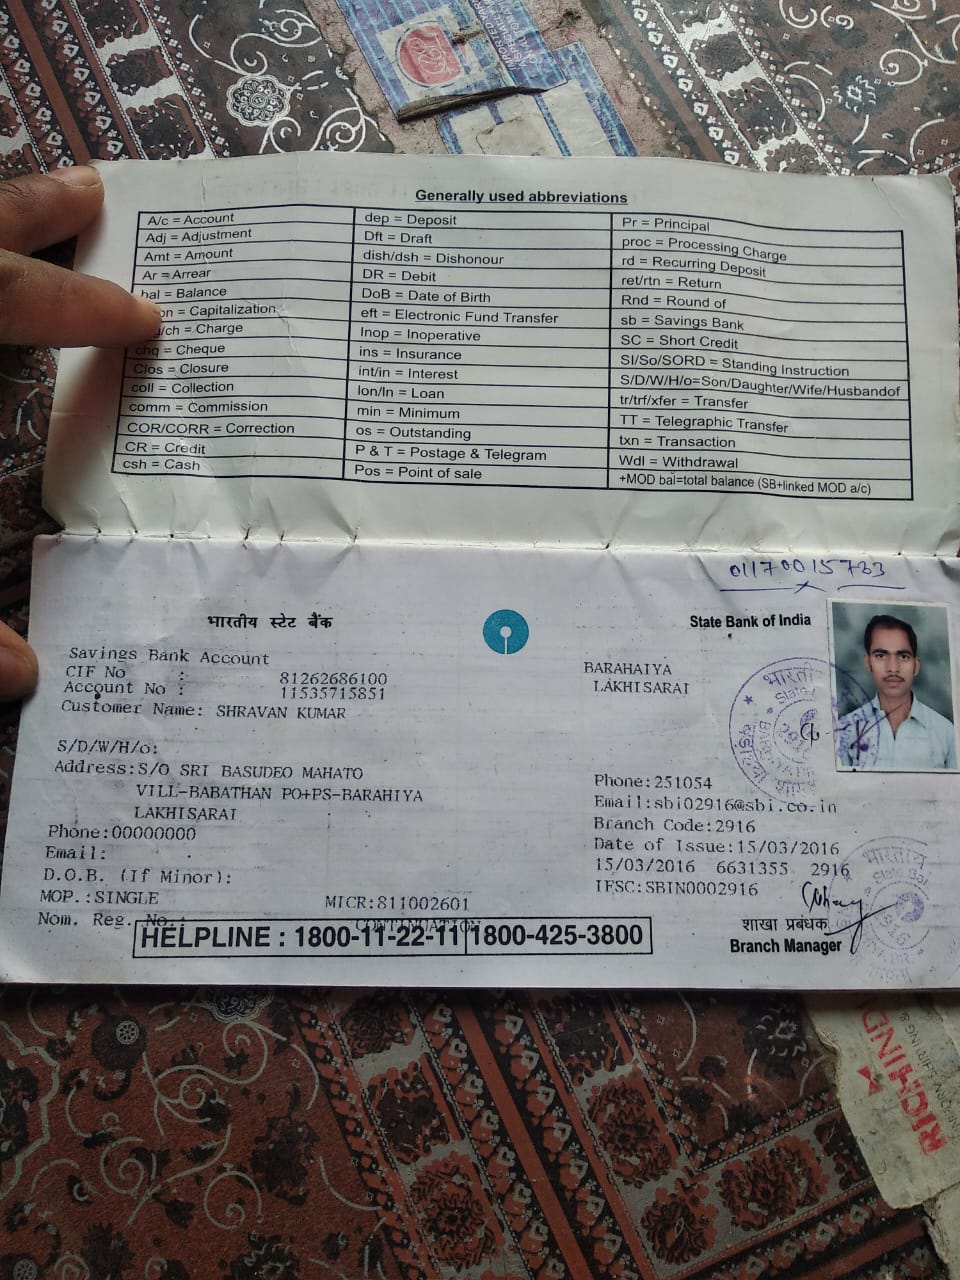 Generally used abbreviations
A/c = Account
Adj = Adjustment
Amt = Amount
Ar = Arrear
bal = Balance
= Capitalization
/ch = Charge
chq = Cheque
Clos = Closure
coll = Collection
comm = Commission
COR/CORR = Correction
CR = Credit
csh = Cash
dep = Deposit
Dft = Draft
dish/dsh = Dishonour
DR = Debit
DoB = Date of Birth
eft = Electronic Fund Transfer
Inop = Inoperative
ins = Insurance
int/in = Interest
lon/ln = Loan
min = Minimum
os = Outstanding
P & T = Postage & Telegram
Pos = Point of sale
Pr = Principal
proc = Processing Charge
rd = Recurring Deposit
ret/rtn = Return
Rnd = Round of
sb = Savings Bank
SC = Short Credit
SI/So/SORD = Standing Instruction
S/D/W/H/o=Son/Daughter/Wife/Husbandof
tr/trf/xfer = Transfer
TT = Telegraphic Transfer
txn = Transaction
Wdl = Withdrawal
+MOD bal=total balance (SB+linked MOD a/c)
01170015733
भारतीय स्टेट बैंक
State Bank of India
Savings Bank Account
CIF No : 81262686100
Account No : 11535715851
Customer Name: SHRAVAN KUMAR
BARAHAIYA
LAKHISARAI
S/D/W/H/o:
Address:S/O SRI BASUDEO MAHATO
VILL-BABATHAN PO+PS-BARAHIYA
LAKHISARAI
Phone:00000000
Email:
D.O.B. (If Minor):
MOP.:SINGLE
MICR:811002601
Nom. Reg. No.:
CONTINUATION
Phone:251054
Email:sbi02916@sbi.co.in
Branch Code:2916
Date of Issue:15/03/2016
15/03/2016 6631355 2916
IFSC:SBIN0002916
शाखा प्रबंधक
Branch Manager
HELPLINE : 1800-11-22-11 1800-425-3800